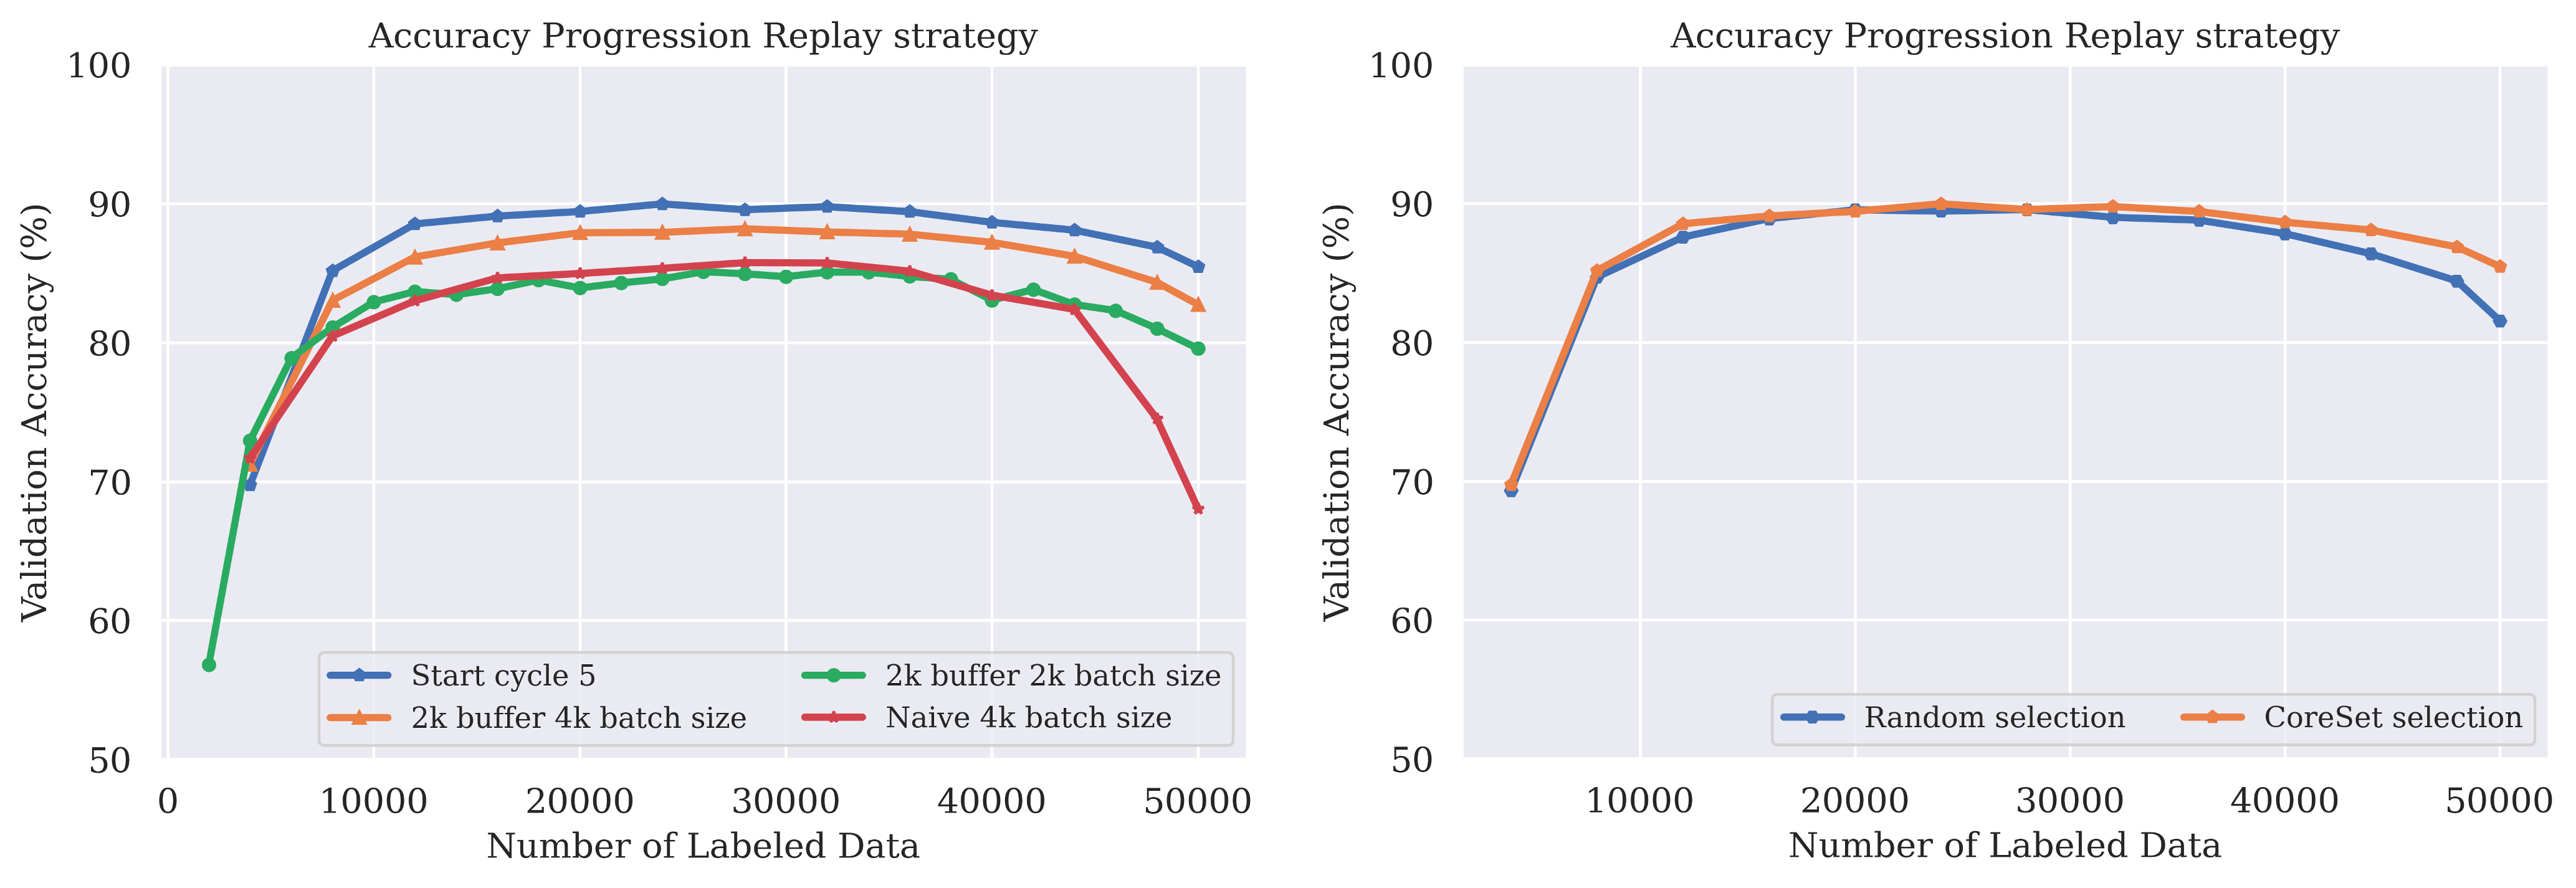 Accuracy Progression Replay strategy
100
90
80
70
60
50
Validation Accuracy (%)
0 10000 20000 30000 40000 50000
Number of Labeled Data
Start cycle 5
2k buffer 4k batch size
2k buffer 2k batch size
Naive 4k batch size
Accuracy Progression Replay strategy
100
90
80
70
60
50
Validation Accuracy (%)
10000 20000 30000 40000 50000
Number of Labeled Data
Random selection
CoreSet selection